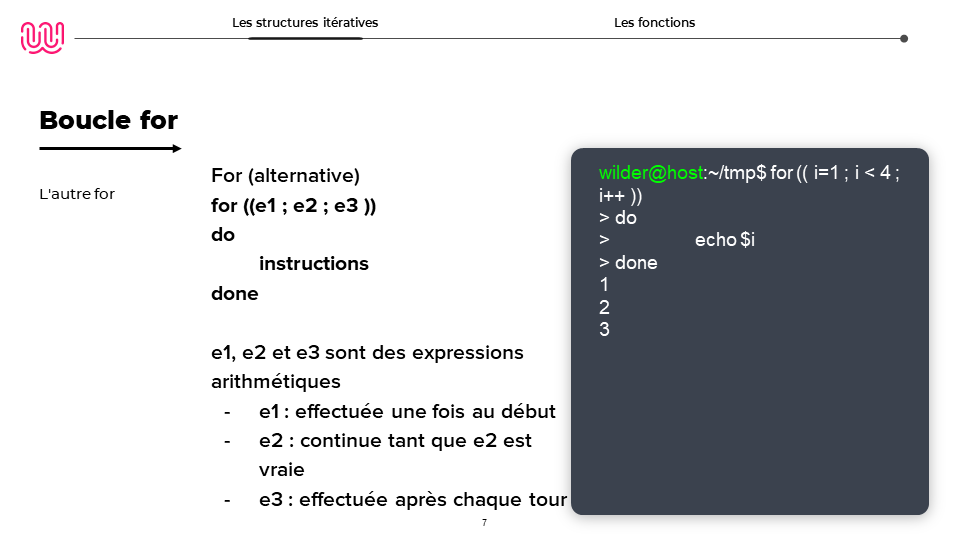 Les structures itératives
Les fonctions
Boucle for
L'autre for
For (alternative)
for ((e1 ; e2 ; e3 ))
do
instructions
done
e1, e2 et e3 sont des expressions
arithmétiques
- e1 : effectuée une fois au début
- e2 : continue tant que e2 est
vraie
- e3 : effectuée après chaque tour
wilder@host:~/tmp$ for (( i=1 ; i < 4 ;
i++ ))
> do
> echo $i
> done
1
2
3
7